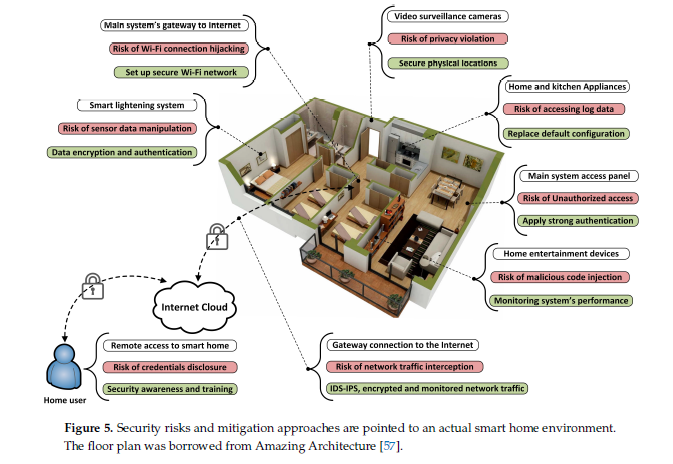 Main system's gateway to Internet
Risk of Wi-Fi connection hijacking
Set up secure Wi-Fi network
Video surveillance cameras
Risk of privacy violation
Secure physical locations
Smart lightening system
Risk of sensor data manipulation
Data encryption and authentication
Home and kitchen Appliances
Risk of accessing log data
Replace default configuration
Main system access panel
Risk of Unauthorized access
Apply strong authentication
Home entertainment devices
Risk of malicious code injection
Monitoring system's performance
Internet Cloud
Remote access to smart home
Risk of credentials disclosure
Security awareness and training
Home user
Gateway connection to the Internet
Risk of network traffic interception
IDS-IPS, encrypted and monitored network traffic
Figure 5. Security risks and mitigation approaches are pointed to an actual smart home environment.
The floor plan was borrowed from Amazing Architecture [57].